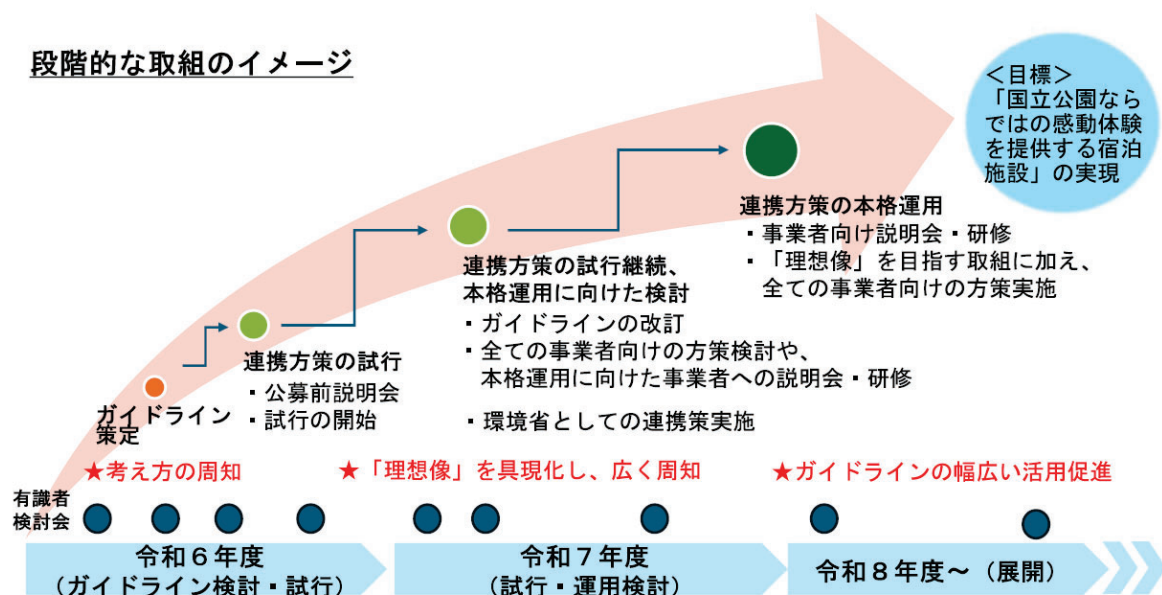 段階的な取組のイメージ
＜目標＞
「国立公園なら
ではの感動体験
を提供する宿泊
施設」の実現
連携方策の本格運用
・事業者向け説明会・研修
・「理想像」を目指す取組に加え、
全ての事業者向けの方策実施
連携方策の試行継続、
本格運用に向けた検討
・ガイドラインの改訂
・全ての事業者向けの方策検討や、
本格運用に向けた事業者への説明会・研修
・環境省としての連携策実施
連携方策の試行
・公募前説明会
・試行の開始
ガイドライン
策定
★考え方の周知
★「理想像」を具現化し、広く周知
★ガイドラインの幅広い活用促進
有識者
検討会
令和６年度
（ガイドライン検討・試行）
令和７年度
（試行・運用検討）
令和８年度～（展開）